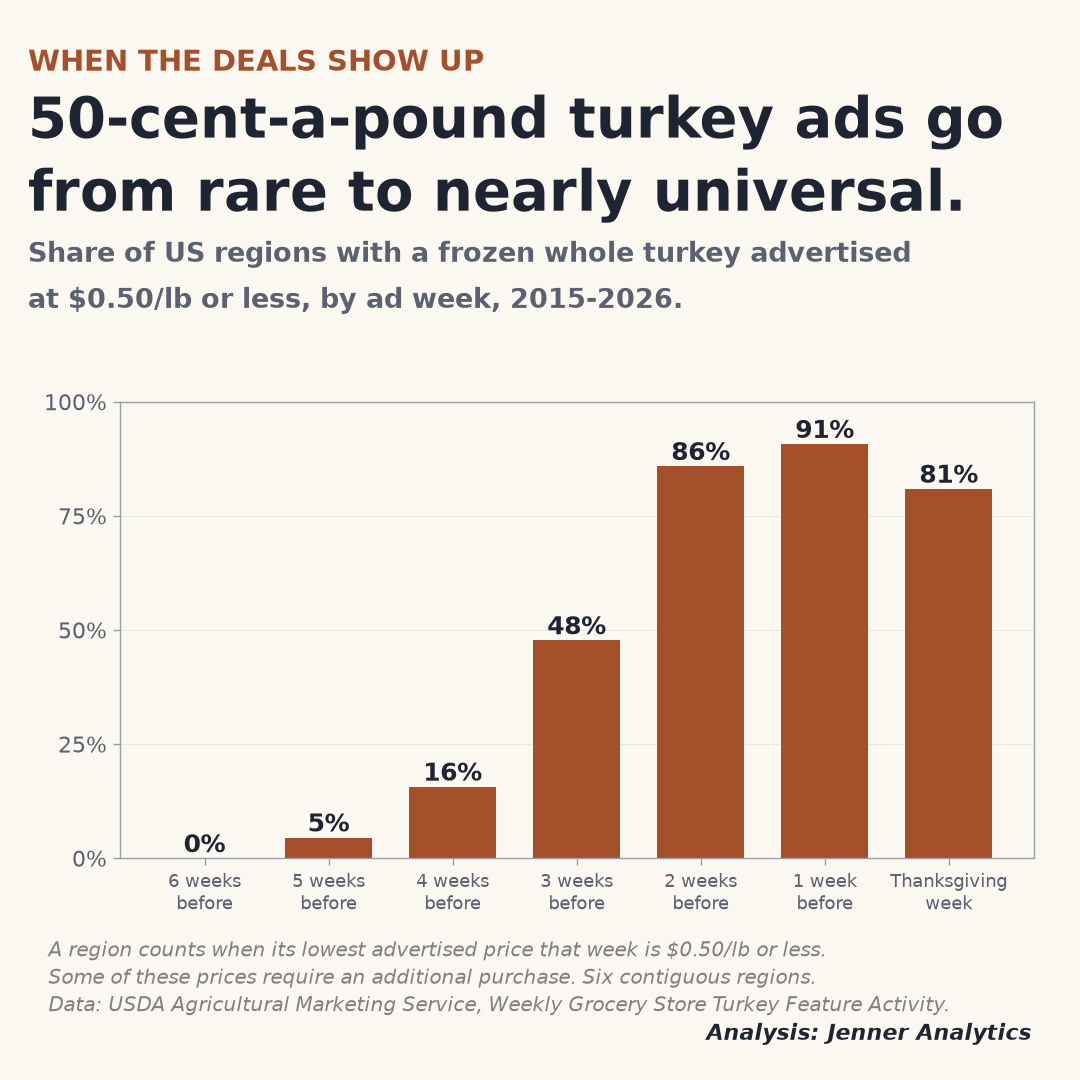 WHEN THE DEALS SHOW UP
50-cent-a-pound turkey ads go
from rare to nearly universal.
Share of US regions with a frozen whole turkey advertised
at $0.50/lb or less, by ad week, 2015-2026.
100%
75%
50%
25%
0%
0%
5%
16%
48%
86%
91%
81%
6 weeks
before
5 weeks
before
4 weeks
before
3 weeks
before
2 weeks
before
1 week
before
Thanksgiving
week
A region counts when its lowest advertised price that week is $0.50/lb or less.
Some of these prices require an additional purchase. Six contiguous regions.
Data: USDA Agricultural Marketing Service, Weekly Grocery Store Turkey Feature Activity.
Analysis: Jenner Analytics